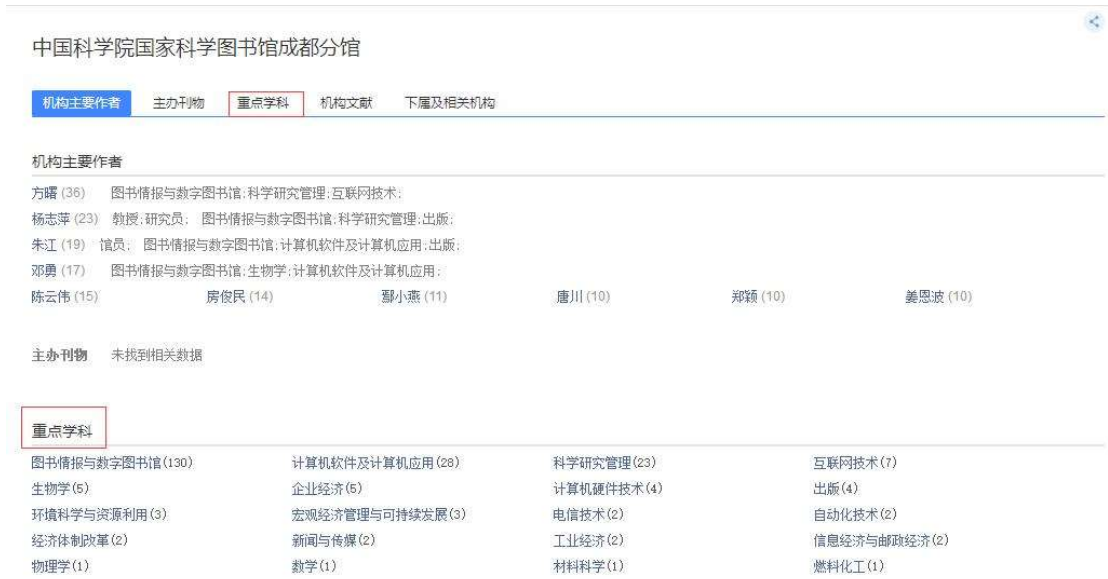 中国科学院国家科学图书馆成都分馆
机构主要作者 主办刊物 重点学科 机构文献 下属及相关机构
机构主要作者
方曙 (36) 图书情报与数字图书馆;科学研究管理;互联网技术;
杨志萍 (23) 教授;研究员; 图书情报与数字图书馆;科学研究管理;出版;
朱江 (19) 馆员; 图书情报与数字图书馆;计算机软件及计算机应用;出版;
邓勇 (17) 图书情报与数字图书馆;生物学;计算机软件及计算机应用;
陈云伟 (15) 房俊民 (14) 鄢小燕 (11) 唐川 (10) 郑颖 (10) 姜恩波 (10)
主办刊物 未找到相关数据
重点学科
图书情报与数字图书馆(130) 计算机软件及计算机应用(28) 科学研究管理(23) 互联网技术(7)
生物学(5) 企业经济(5) 计算机硬件技术(4) 出版(4)
环境科学与资源利用(3) 宏观经济管理与可持续发展(3) 电信技术(2) 自动化技术(2)
经济体制改革(2) 新闻与传媒(2) 工业经济(2) 信息经济与邮政经济(2)
物理学(1) 数学(1) 材料科学(1) 燃料化工(1)